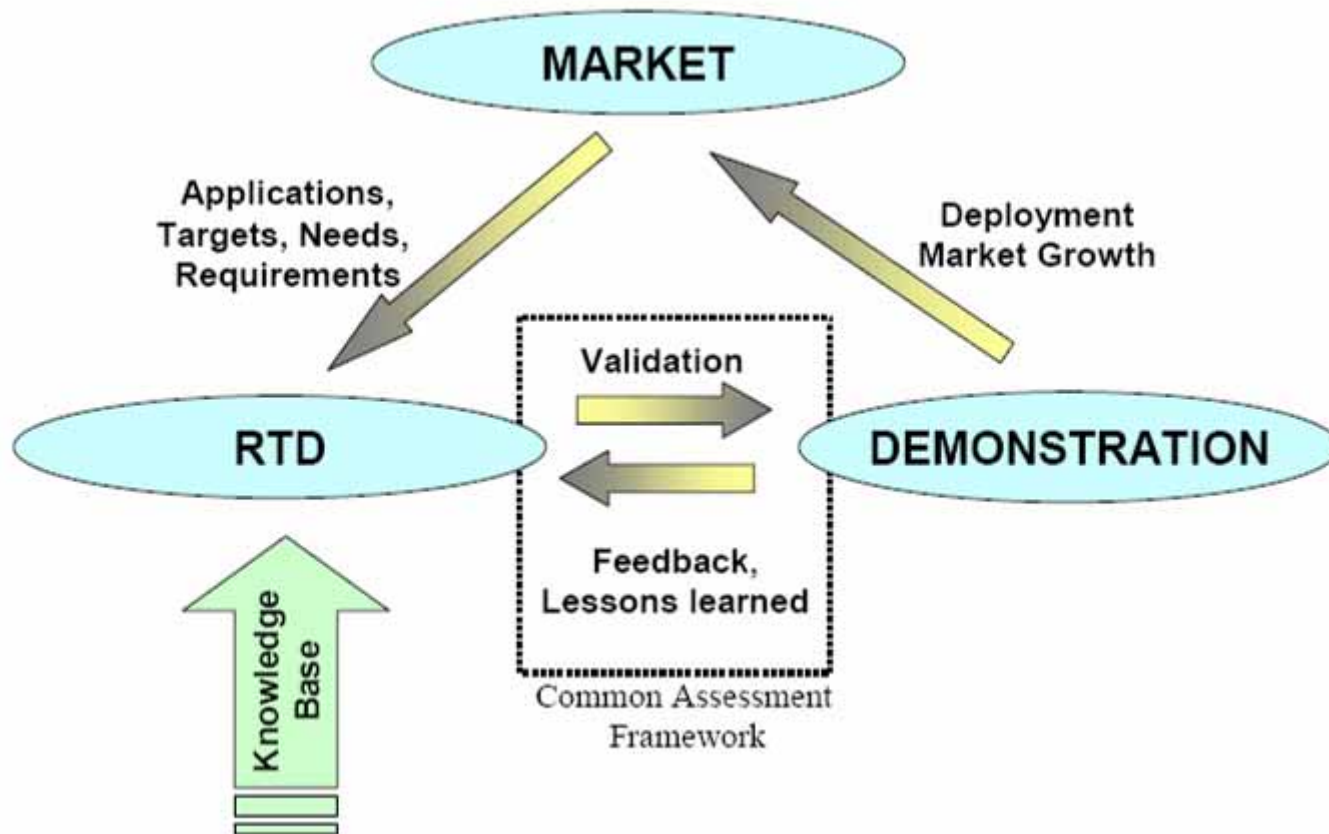 MARKET
Applications,
Targets, Needs,
Requirements
Deployment
Market Growth
Validation
RTD
DEMONSTRATION
Feedback,
Lessons learned
Knowledge
Base
Common Assessment
Framework